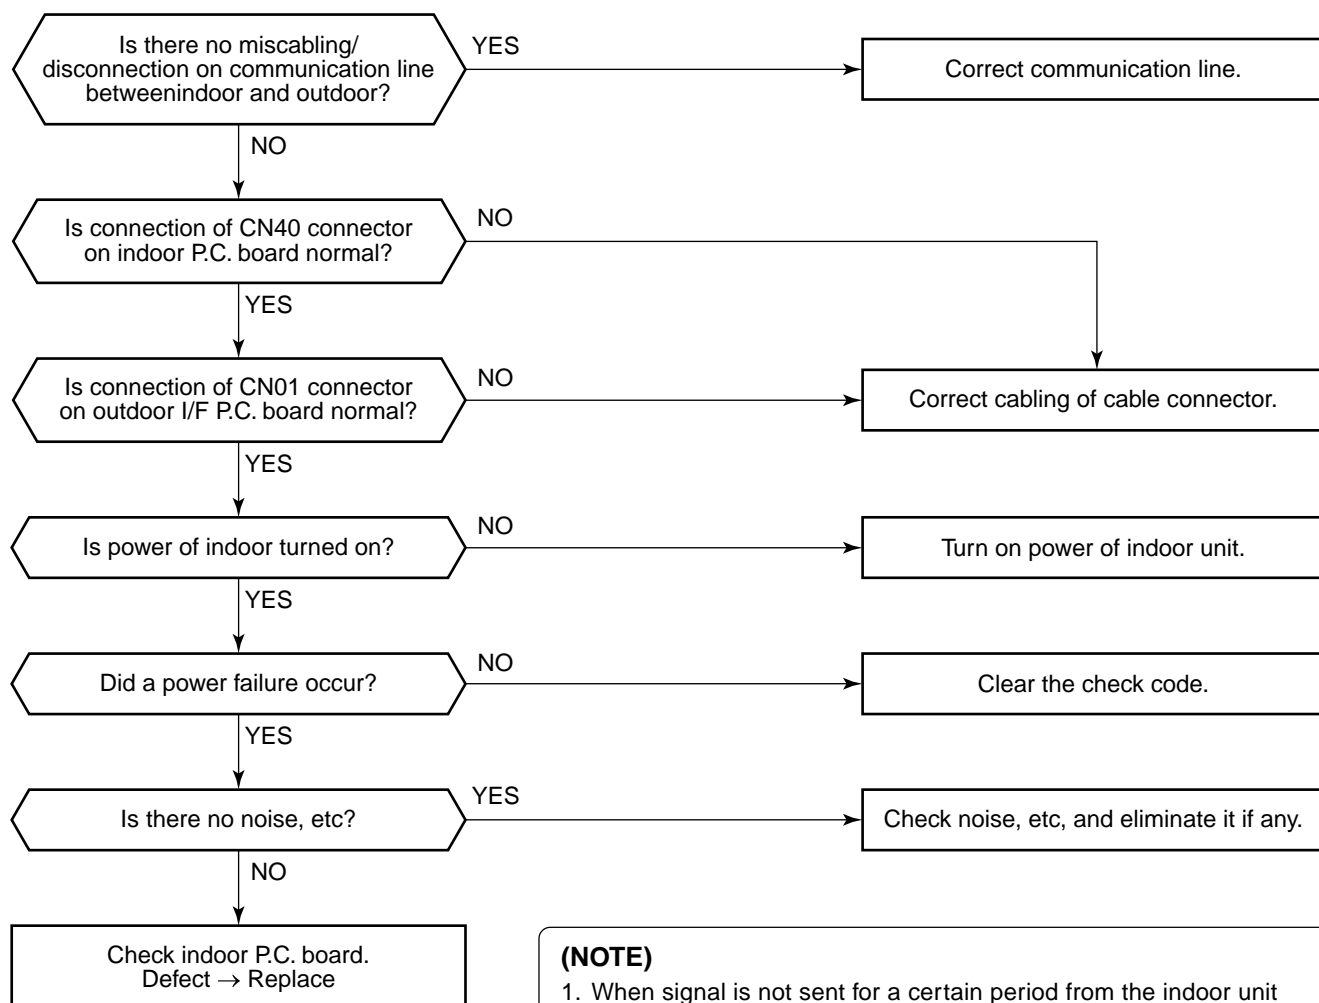 Is there no miscabling/
disconnection on communication line
betweenindoor and outdoor?
YES
Correct communication line.
NO
Is connection of CN40 connector
on indoor P.C. board normal?
NO
YES
Is connection of CN01 connector
on outdoor I/F P.C. board normal?
NO
Correct cabling of cable connector.
YES
Is power of indoor turned on?
NO
Turn on power of indoor unit.
YES
Did a power failure occur?
NO
Clear the check code.
YES
Is there no noise, etc?
YES
Check noise, etc, and eliminate it if any.
NO
Check indoor P.C. board.
Defect → Replace
(NOTE)
1. When signal is not sent for a certain period from the indoor unit